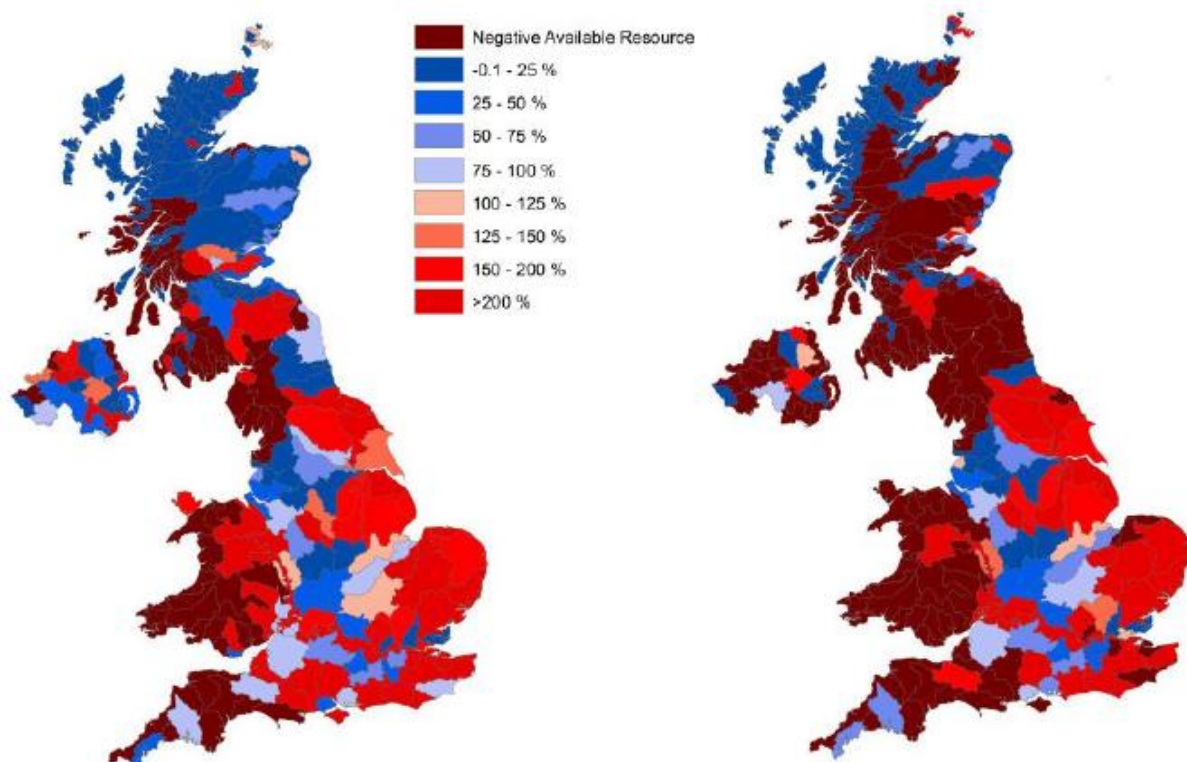 Negative Available Resource
-0.1 - 25 %
25 - 50 %
50 - 75 %
75 - 100 %
100 - 125 %
125 - 150 %
150 - 200 %
>200 %